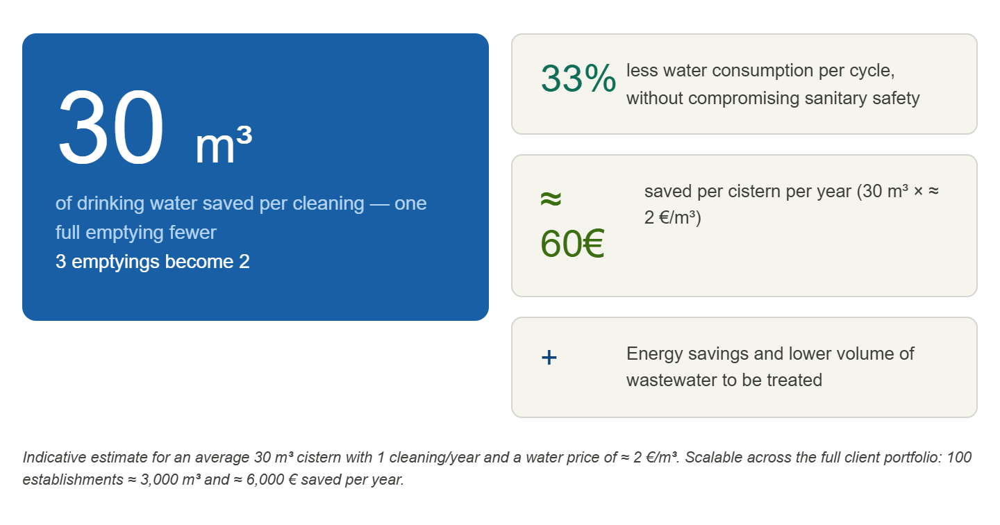 30 m³
of drinking water saved per cleaning — one
full emptying fewer
3 emptyings become 2
33%
less water consumption per cycle,
without compromising sanitary safety
≈
60€
saved per cistern per year (30 m³ × ≈
2 €/m³)
+
Energy savings and lower volume of
wastewater to be treated
Indicative estimate for an average 30 m³ cistern with 1 cleaning/year and a water price of ≈ 2 €/m³. Scalable across the full client portfolio: 100
establishments ≈ 3,000 m³ and ≈ 6,000 € saved per year.